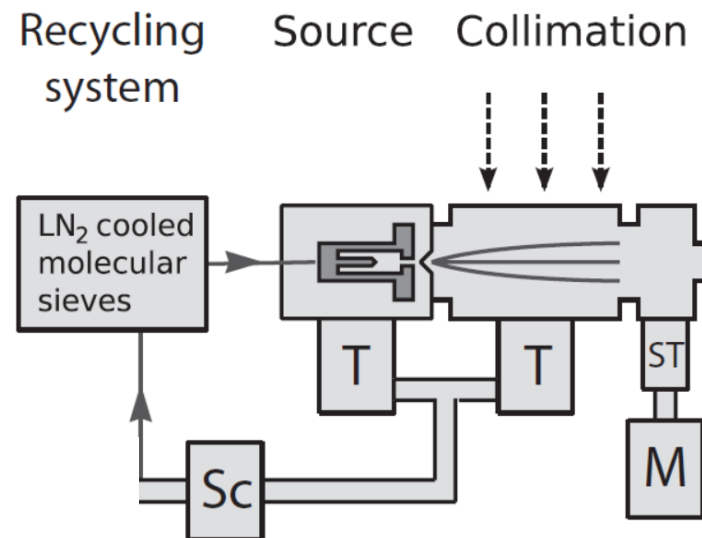 Recycling
system
Source
Collimation
LN₂ cooled
molecular
sieves
T
T
ST
M
Sc